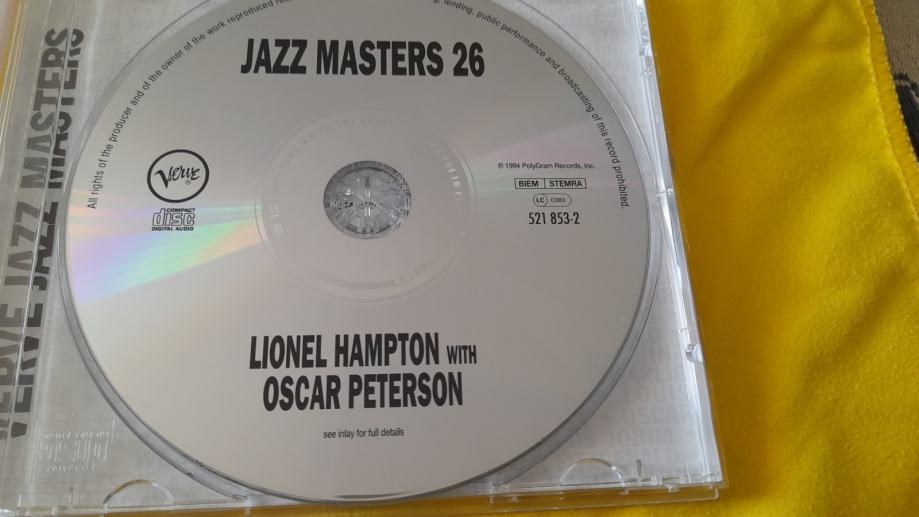 VERVE JAZZ MASTERS
All rights of the producer and of the owner of the work reproduced
lending, public performance and broadcasting of this record prohibited.
JAZZ MASTERS 26
Verve
®
COMPACT
disc
DIGITAL AUDIO
℗ 1994 PolyGram Records, Inc.
BIEM STEMRA
LC 0383
521 853-2
LIONEL HAMPTON WITH
OSCAR PETERSON
see inlay for full details